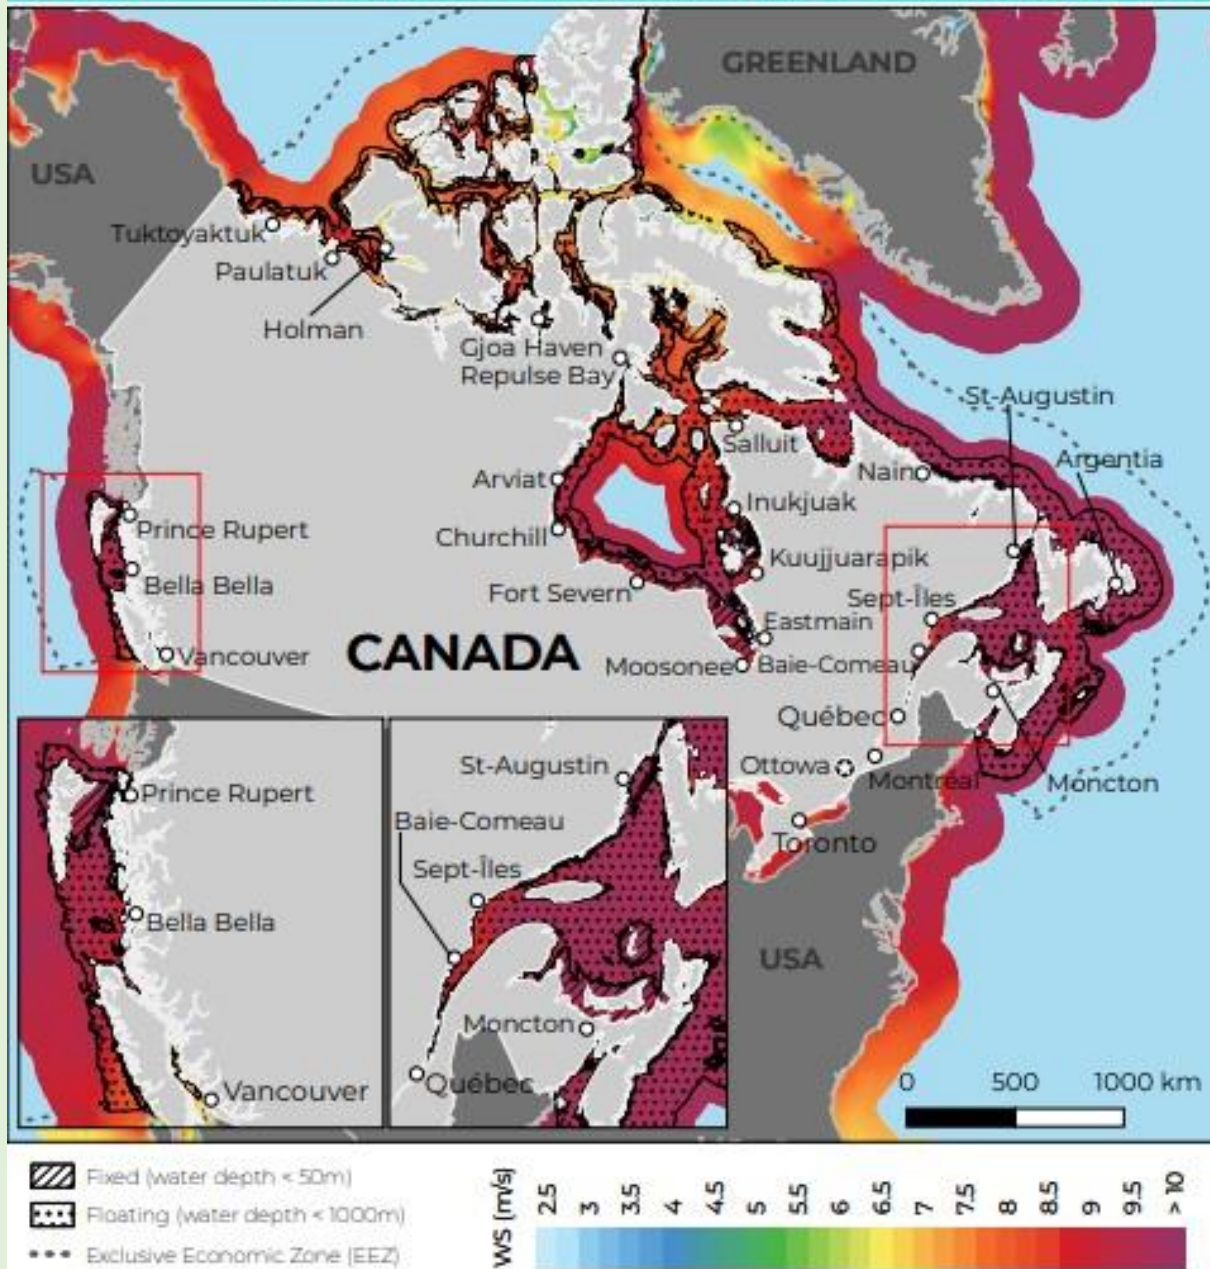 GREENLAND
USA
Tuktoyaktuk
Paulatuk
Holman
Gjoa Haven
Repulse Bay
St-Augustin
Salluit
Argentia
Nain
Arviat
Inukjuak
Churchill
Prince Rupert
Kuujjuarapik
Bella Bella
Fort Severn
Sept-Îles
Eastmain
CANADA
Vancouver
Moosonee
Baie-Comeau
Québec
St-Augustin
Ottowa
Montréal
Moncton
Prince Rupert
Baie-Comeau
Toronto
Sept-Îles
Bella Bella
USA
Moncton
Québec
Vancouver
0 500 1000 km
Fixed (water depth < 50m)
Floating (water depth < 1000m)
Exclusive Economic Zone (EEZ)
WS (m/s)
2.5 3 3.5 4 4.5 5 5.5 6 6.5 7 7.5 8 8.5 9 9.5 > 10